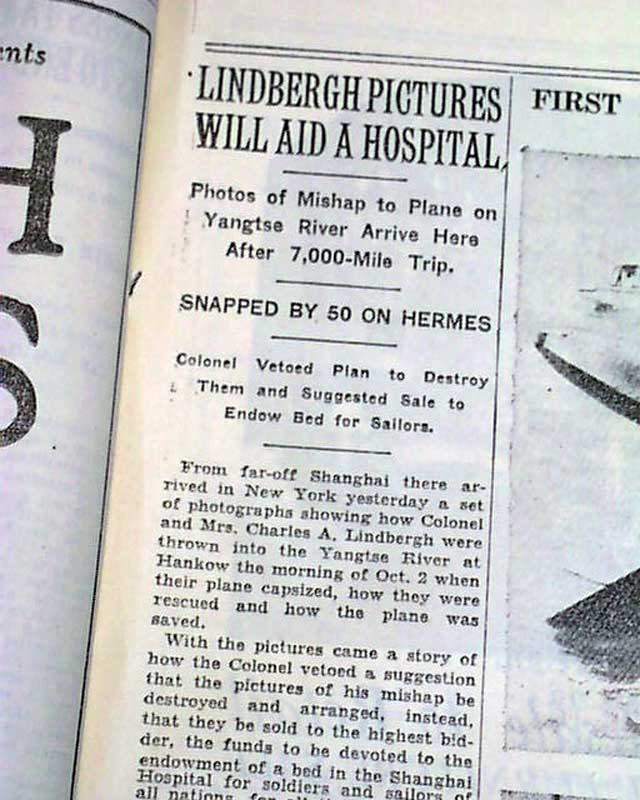 ents
H
S
LINDBERGH PICTURES
WILL AID A HOSPITAL
Photos of Mishap to Plane on
Yangtse River Arrive Here
After 7,000-Mile Trip.
SNAPPED BY 50 ON HERMES
Colonel Vetoed Plan to Destroy
Them and Suggested Sale to
Endow Bed for Sailors.
From far-off Shanghai there ar-
rived in New York yesterday a set
of photographs showing how Colonel
and Mrs. Charles A. Lindbergh were
thrown into the Yangtse River at
Hankow the morning of Oct. 2 when
their plane capsized, how they were
rescued and how the plane was
saved.
With the pictures came a story of
how the Colonel vetoed a suggestion
that the pictures of his mishap be
destroyed and arranged, instead,
that they be sold to the highest bid-
der, the funds to be devoted to the
endowment of a bed in the Shanghai
Hospital for soldiers and sailors of
all nations, for
FIRST